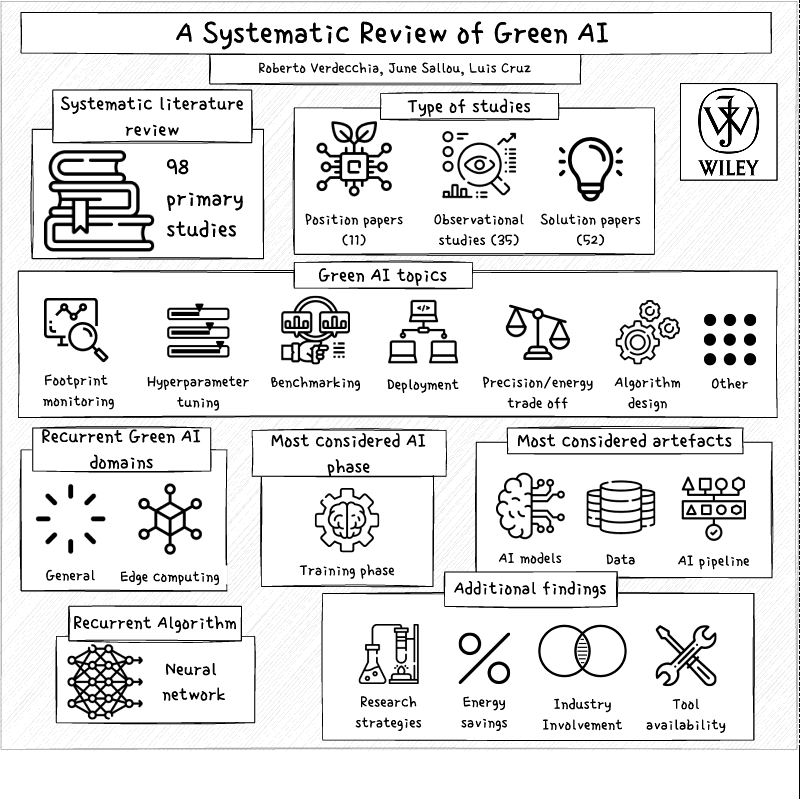 A Systematic Review of Green AI
Roberto Verdecchia, June Sallou, Luís Cruz
Systematic literature
review
98
primary
studies
Type of studies
Position papers
(11)
Observational
studies (35)
Solution papers
(52)
WILEY
Green AI topics
Footprint
monitoring
Hyperparameter
tuning
Benchmarking
</>
Deployment
Precision/energy
trade off
Algorithm
design
Other
Recurrent Green AI
domains
General
Edge computing
Most considered AI
phase
Training phase
Most considered artefacts
AI models
Data
AI pipeline
Recurrent Algorithm
Neural
network
Additional findings
Research
strategies
Energy
savings
Industry
Involvement
Tool
availability